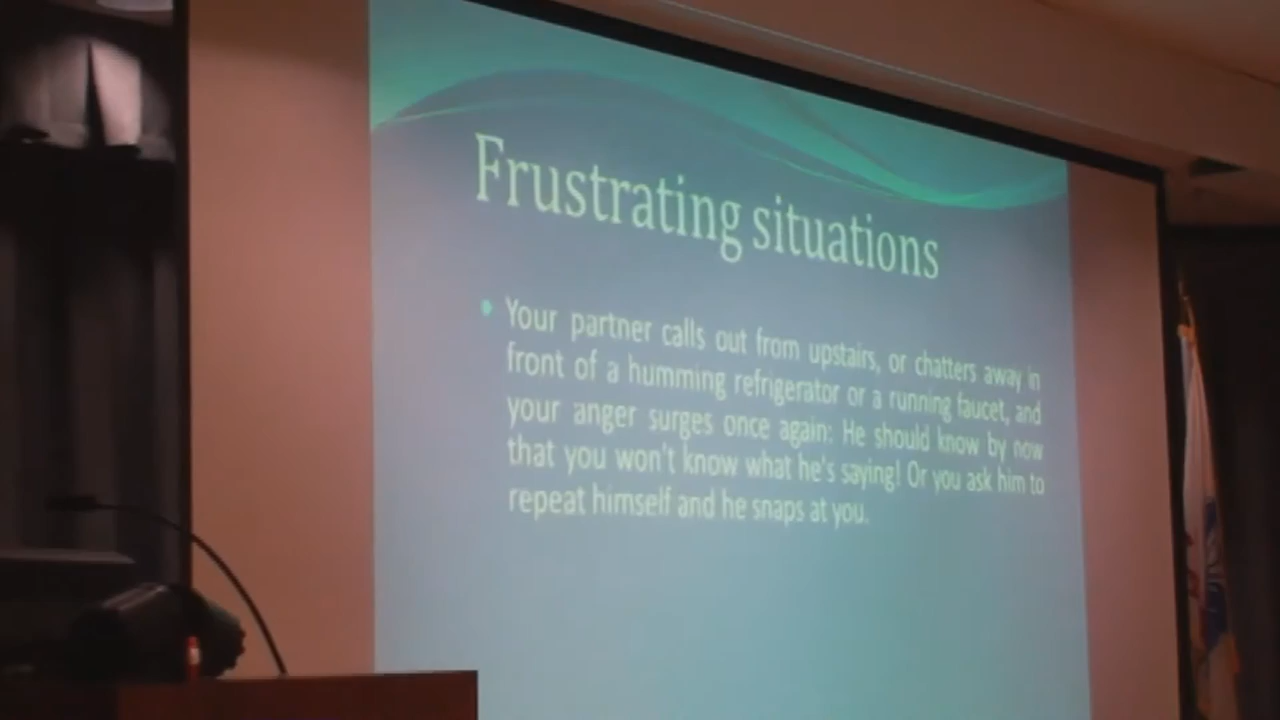 Frustrating situations
Your partner calls out from upstairs, or chatters away in
front of a humming refrigerator or a running faucet, and
your anger surges once again: He should know by now
that you won't know what he's saying! Or you ask him to
repeat himself and he snaps at you.